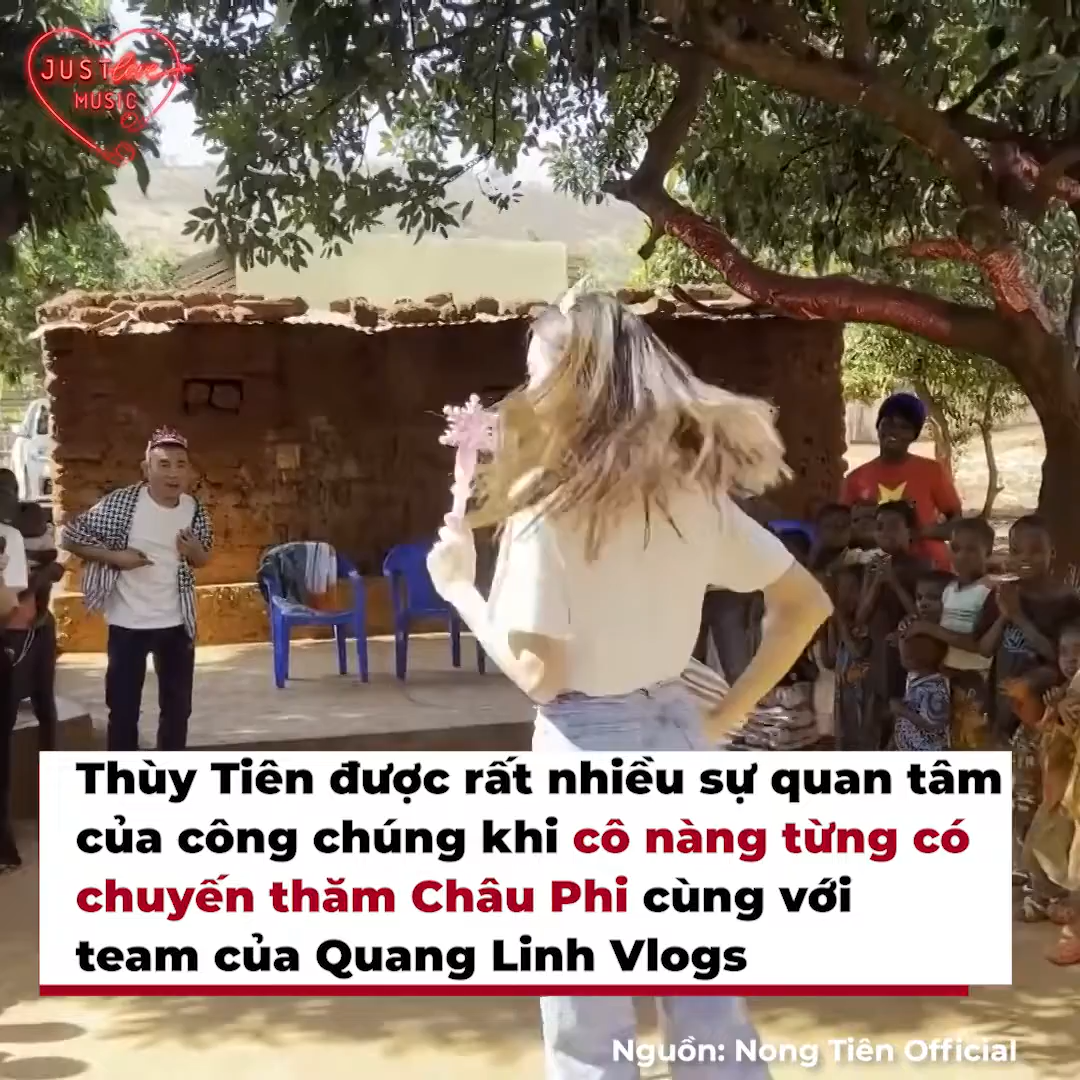 JUST love
MUSIC
Thùy Tiên được rất nhiều sự quan tâm
của công chúng khi cô nàng từng có
chuyến thăm Châu Phi cùng với
team của Quang Linh Vlogs
Nguồn: Nong Tiên Official